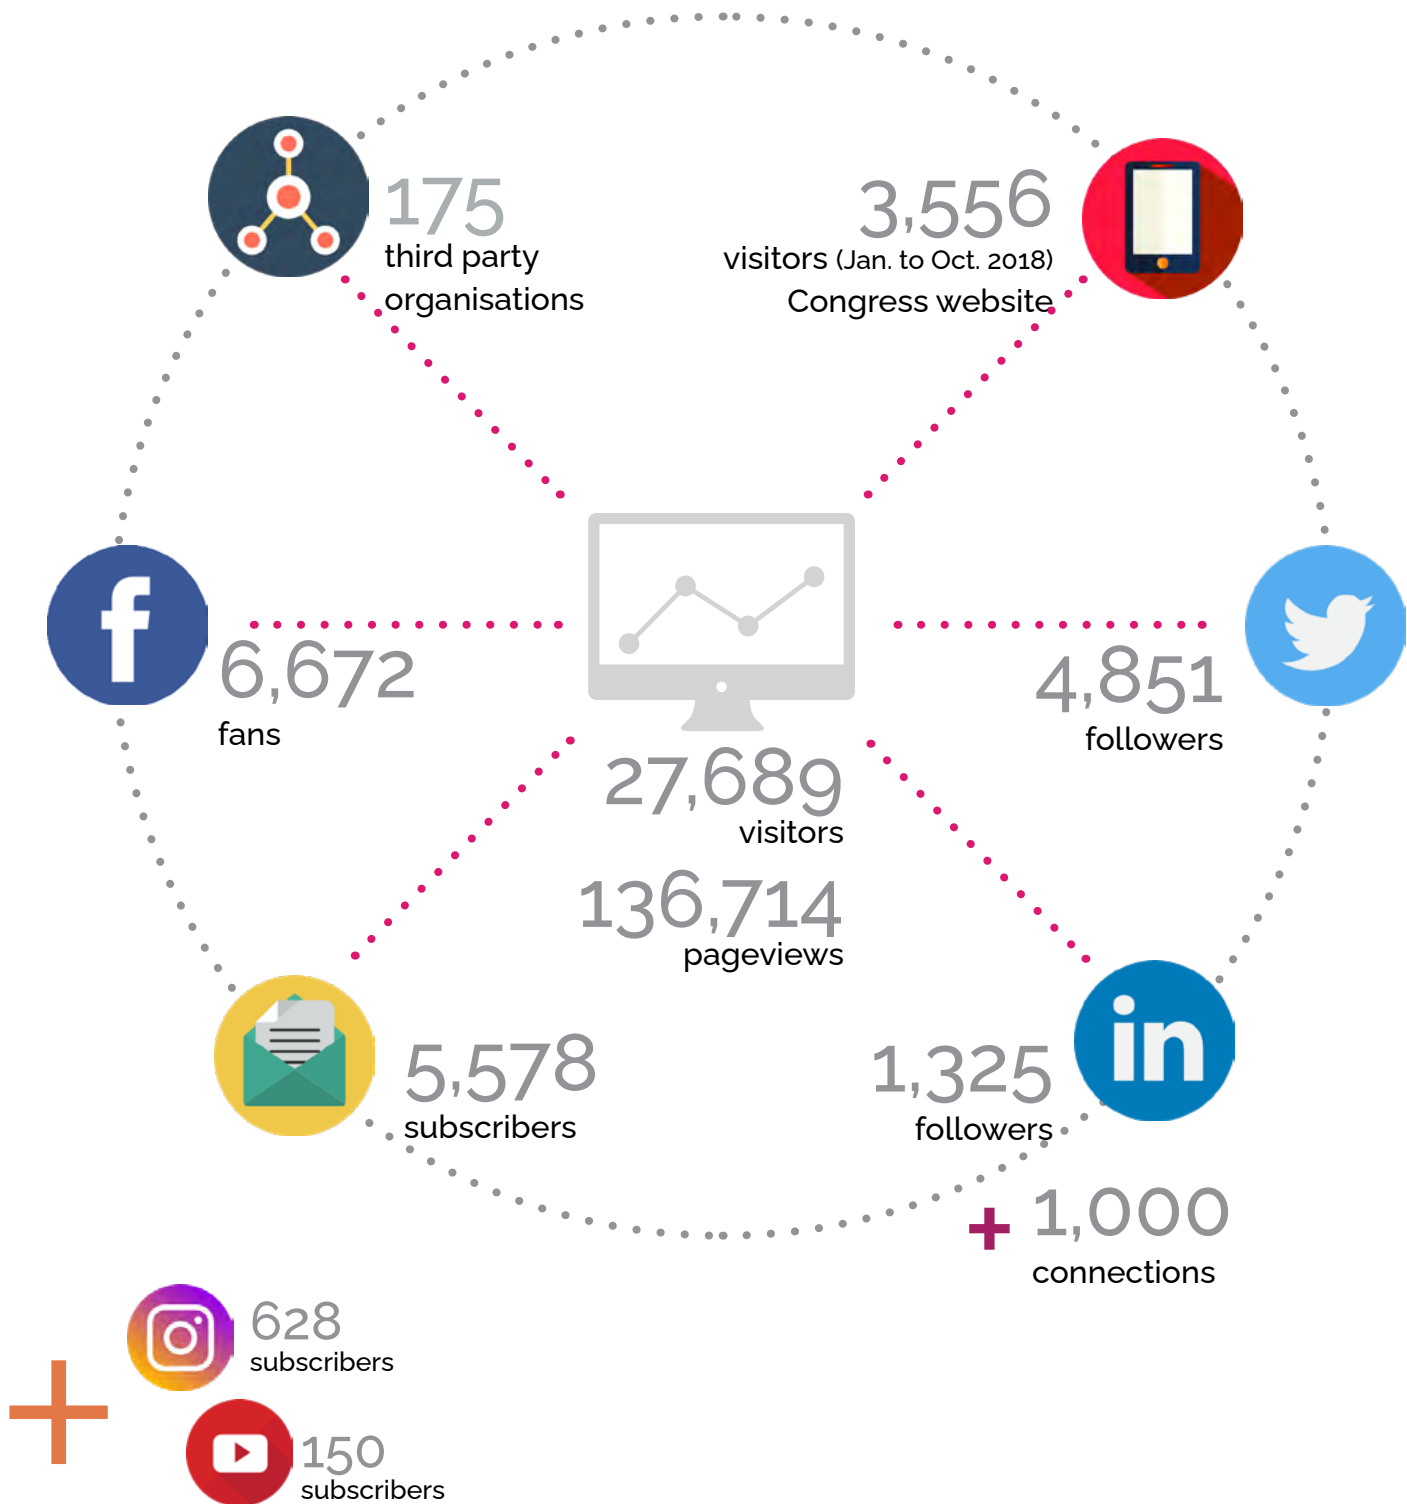 175
third party
organisations
3,556
visitors (Jan. to Oct. 2018)
Congress website
f
6,672
fans
4,851
followers
27,689
visitors
136,714
pageviews
5,578
subscribers
in
1,325
followers
+ 1,000
connections
+
628
subscribers
150
subscribers